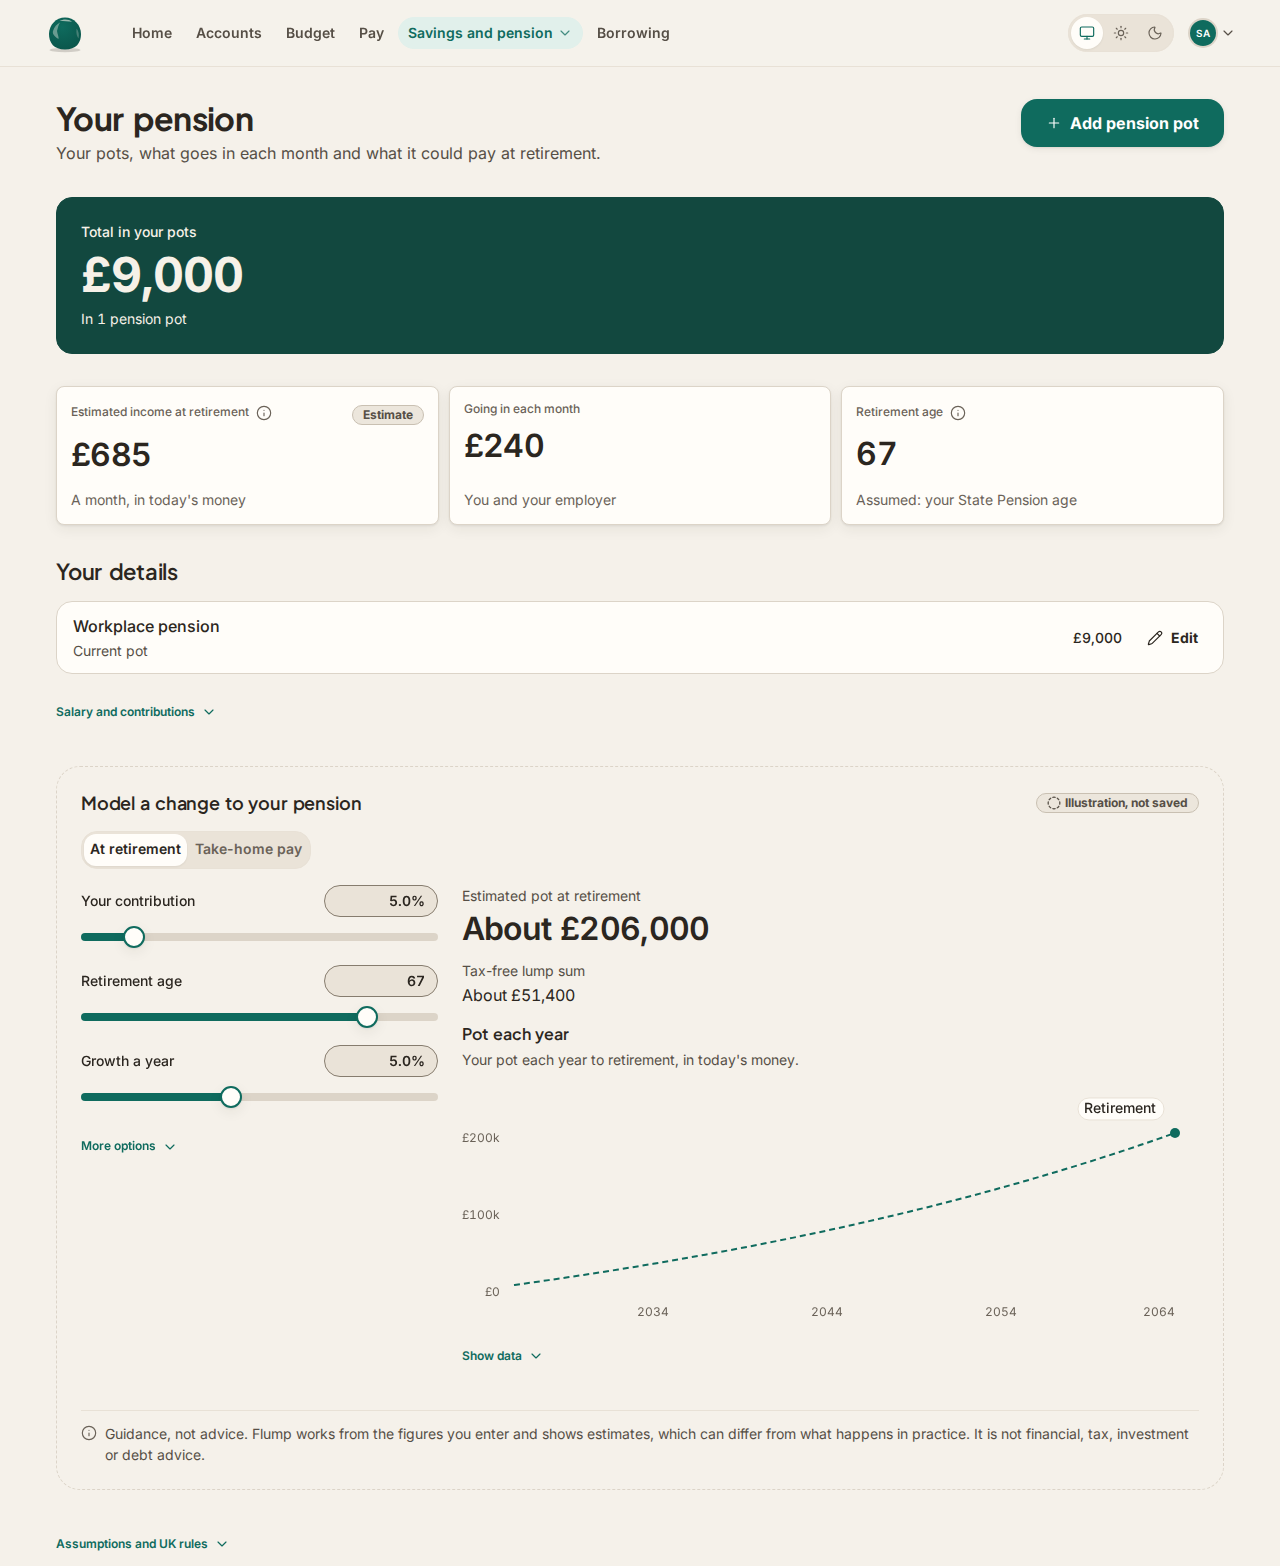 Home Accounts Budget Pay Savings and pension Borrowing SA
Your pension
Add pension pot
Your pots, what goes in each month and what it could pay at retirement.
Total in your pots
£9,000
In 1 pension pot
Estimated income at retirement Estimate
£685
A month, in today's money
Going in each month
£240
You and your employer
Retirement age
67
Assumed: your State Pension age
Your details
Workplace pension
Current pot
£9,000 Edit
Salary and contributions
Model a change to your pension
Illustration, not saved
At retirement Take-home pay
Your contribution 5.0%
Retirement age 67
Growth a year 5.0%
More options
Estimated pot at retirement
About £206,000
Tax-free lump sum
About £51,400
Pot each year
Your pot each year to retirement, in today's money.
Retirement
£200k
£100k
£0
2034 2044 2054 2064
Show data
Guidance, not advice. Flump works from the figures you enter and shows estimates, which can differ from what happens in practice. It is not financial, tax, investment
or debt advice.
Assumptions and UK rules